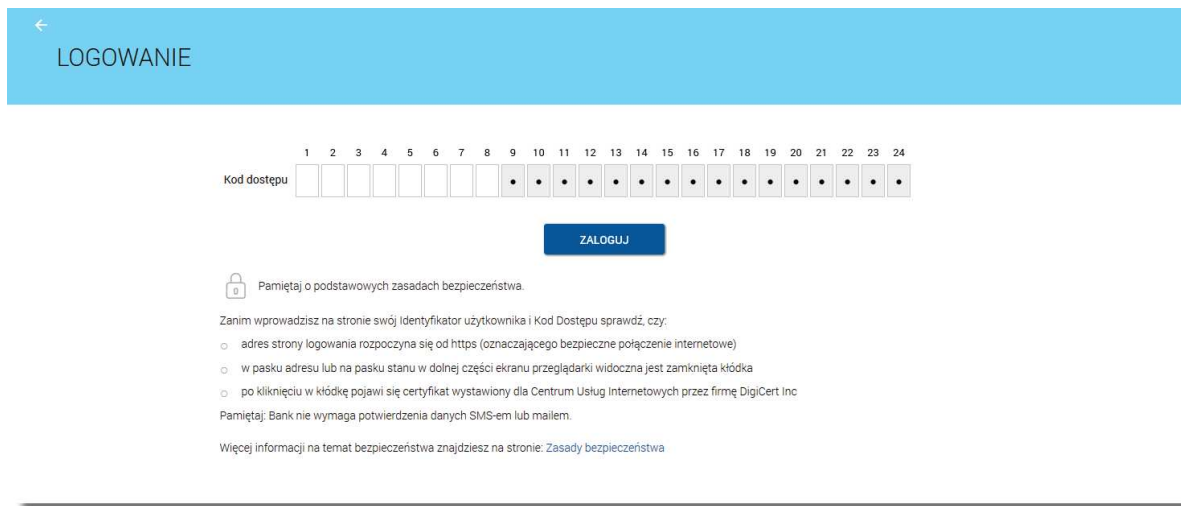 LOGOWANIE
1 2 3 4 5 6 7 8 9 10 11 12 13 14 15 16 17 18 19 20 21 22 23 24
Kod dostępu
ZALOGUJ
Pamiętaj o podstawowych zasadach bezpieczeństwa.
Zanim wprowadzisz na stronie swój Identyfikator użytkownika i Kod Dostępu sprawdź, czy:
adres strony logowania rozpoczyna się od https (oznaczającego bezpieczne połączenie internetowe)
w pasku adresu lub na pasku stanu w dolnej części ekranu przeglądarki widoczna jest zamknięta kłódka
po kliknięciu w kłódkę pojawi się certyfikat wystawiony dla Centrum Usług Internetowych przez firmę DigiCert Inc
Pamiętaj: Bank nie wymaga potwierdzenia danych SMS-em lub mailem.
Więcej informacji na temat bezpieczeństwa znajdziesz na stronie: Zasady bezpieczeństwa